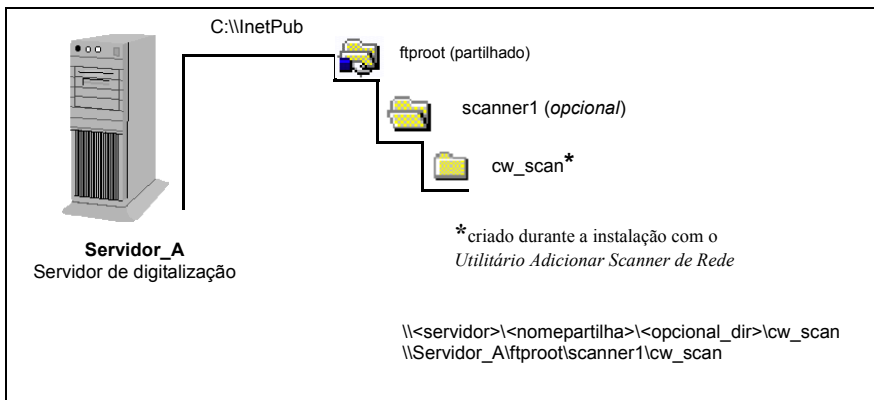 C:\\InetPub
ftproot (partilhado)
scanner1 (opcional)
cw_scan*
*criado durante a instalação com o
Utilitário Adicionar Scanner de Rede
Servidor_A
Servidor de digitalização
\\<servidor>\<nomepartilha>\<opcional_dir>\cw_scan
\\Servidor_A\ftproot\scanner1\cw_scan